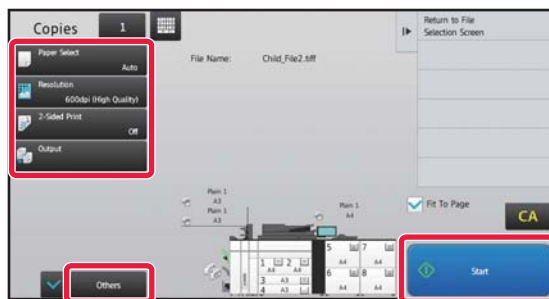 Copies 1
Return to File
Selection Screen
Paper Select
Auto
File Name: Child_File2.tiff
Resolution
600dpi (High Quality)
2-Sided Print
Off
Output
Plain 1
A3
Plain 1
A3
Plain 1
A4
Fit To Page
CA
5 7
A4 A4
1 2
A4 A4
6 8
3 A3
A4 A4
4 A3
Others
Start